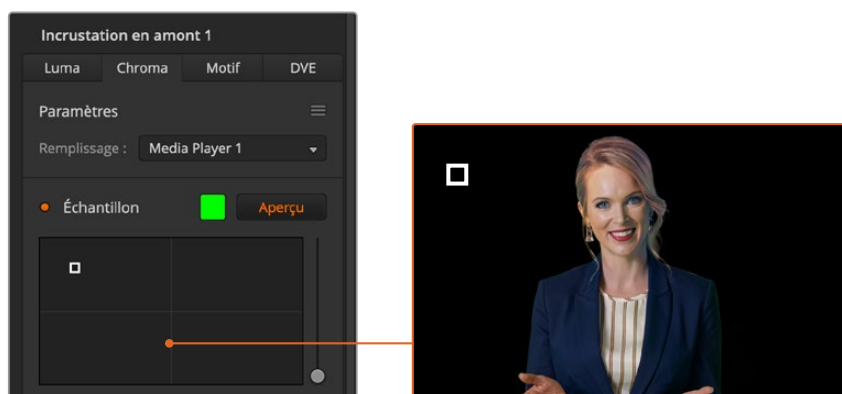 Incrustation en amont 1
Luma Chroma Motif DVE
Paramètres
Remplissage : Media Player 1
Échantillon Aperçu